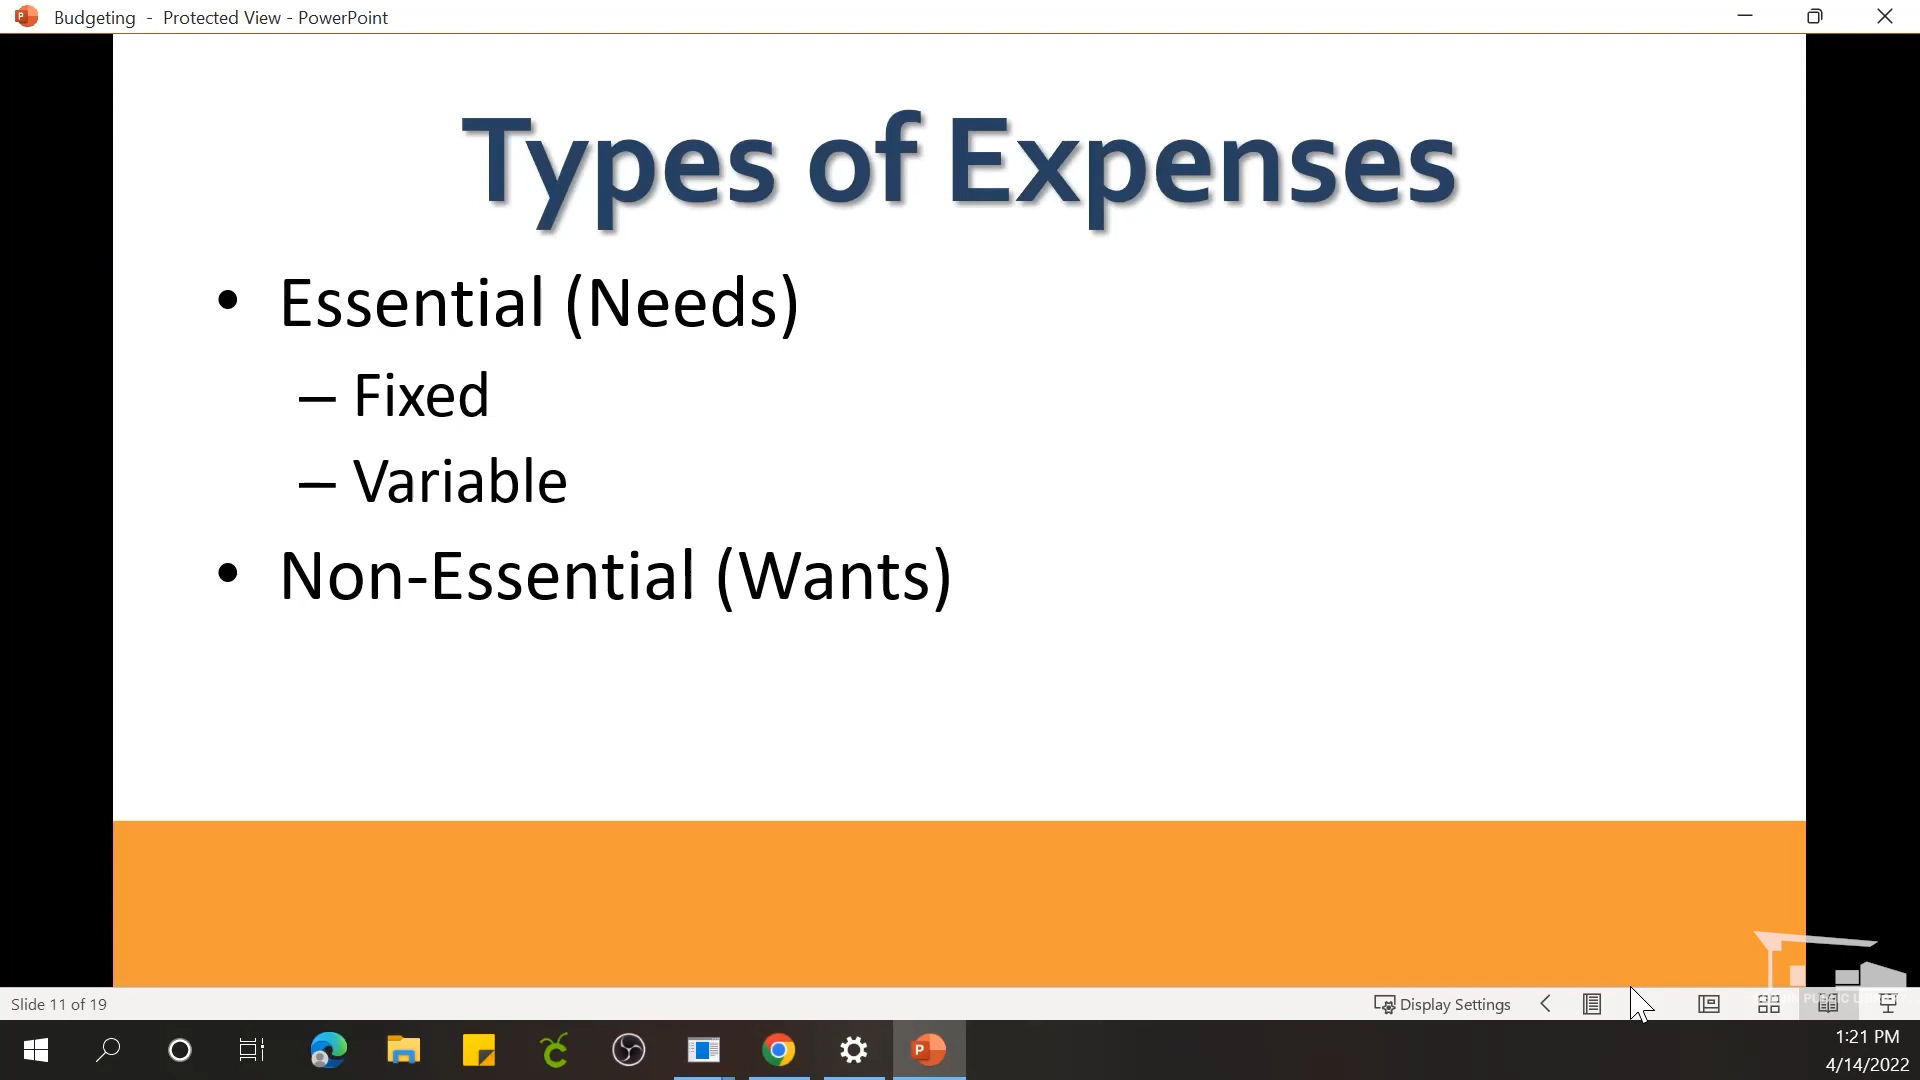 Budgeting - Protected View - PowerPoint
Types of Expenses
• Essential (Needs)
– Fixed
– Variable
• Non-Essential (Wants)
Slide 11 of 19
Display Settings
PUBLIC
1:21 PM
4/14/2022